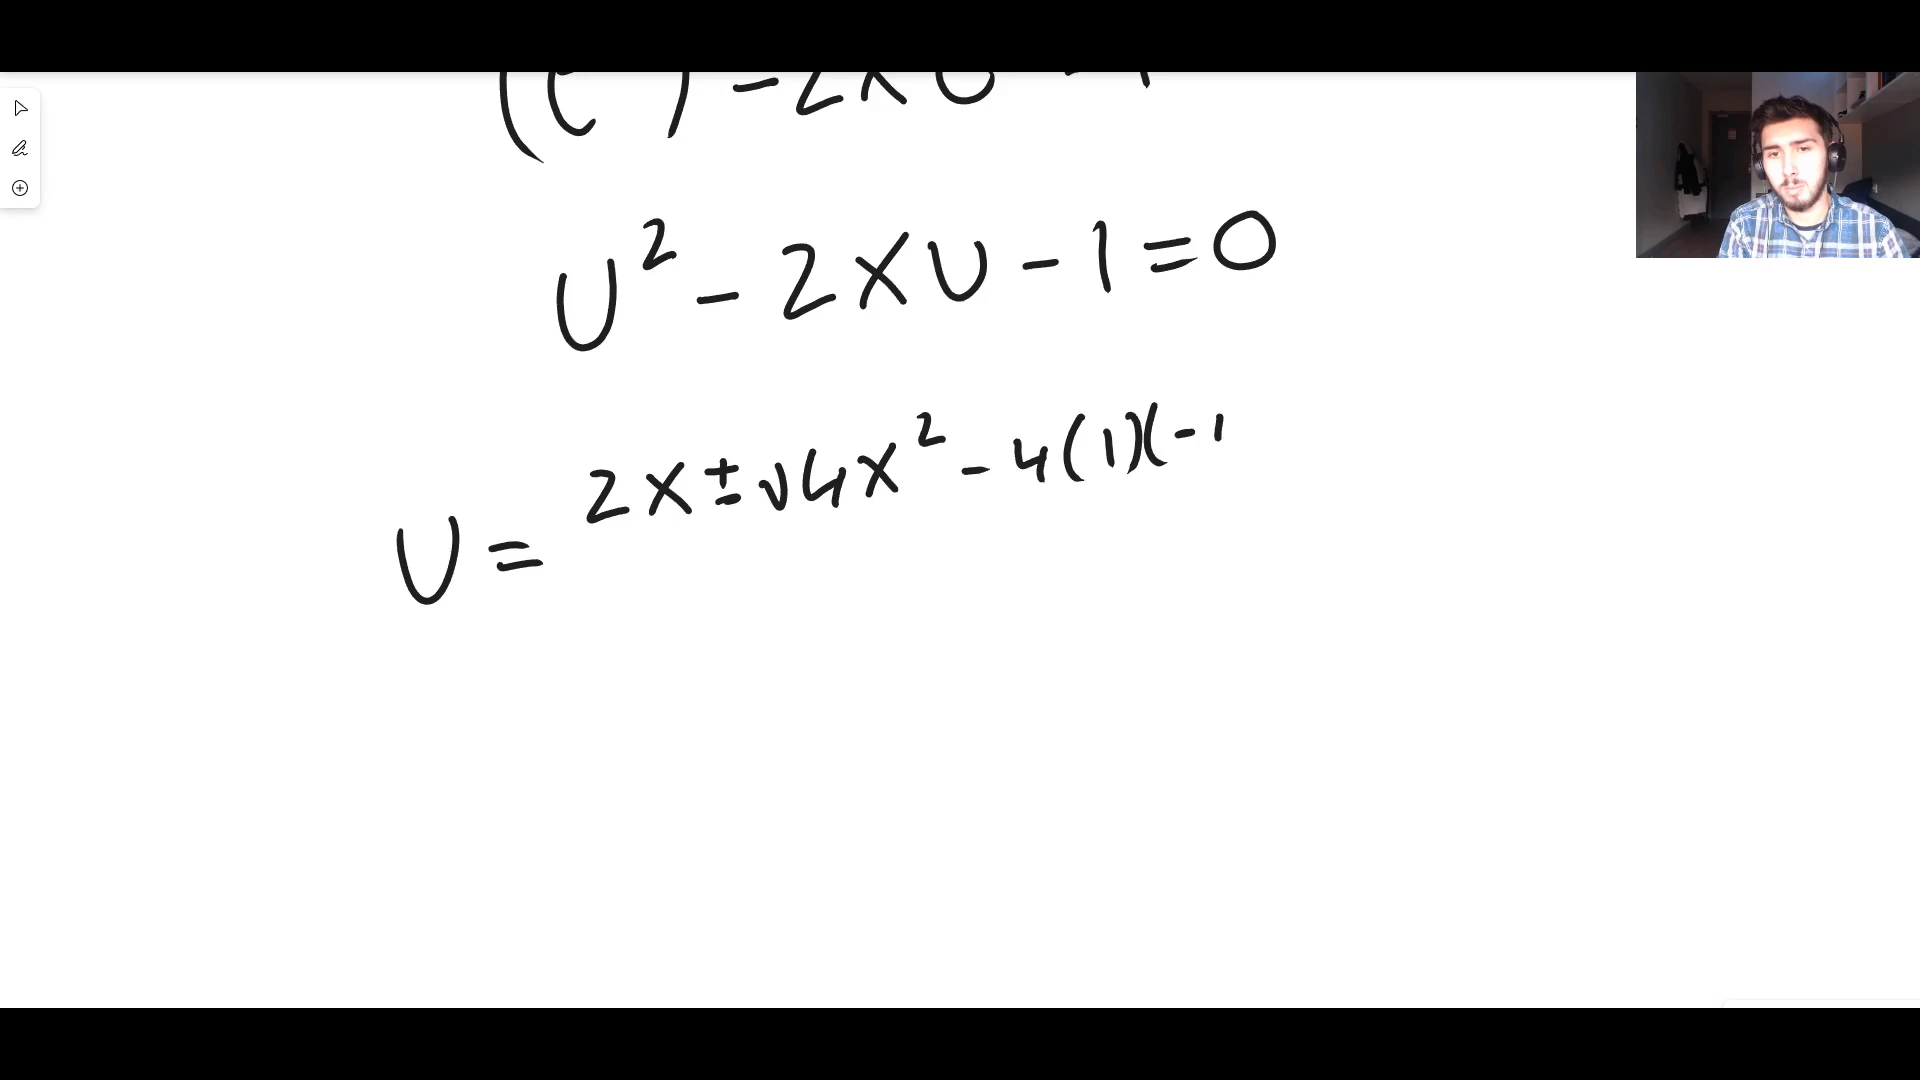 U² - 2XU - 1 = 0
U = 2X ± √4X² - 4(1)(-1